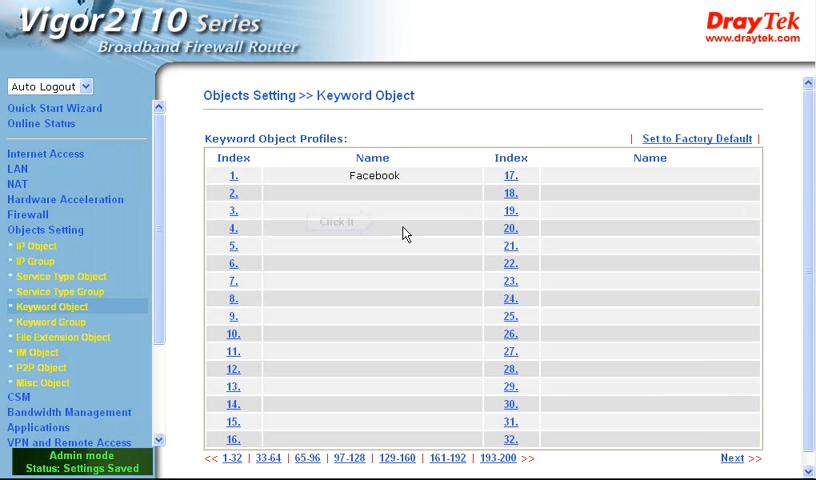 Vigor2110 Series
Broadband Firewall Router
DrayTek
www.draytek.com
Auto Logout
Quick Start Wizard
Online Status
Internet Access
LAN
NAT
Hardware Acceleration
Firewall
Objects Setting
IP Object
IP Group
Service Type Object
Service Type Group
Keyword Object
Keyword Group
File Extension Object
IM Object
P2P Object
Misc Object
CSM
Bandwidth Management
Applications
VPN and Remote Access
Admin mode
Status: Settings Saved
Objects Setting >> Keyword Object
Keyword Object Profiles: | Set to Factory Default |
Index Name Index Name
1. Facebook 17.
2. 18.
3. 19.
Click It
4. 20.
5. 21.
6. 22.
7. 23.
8. 24.
9. 25.
10. 26.
11. 27.
12. 28.
13. 29.
14. 30.
15. 31.
16. 32.
<< 1-32 | 33-64 | 65-96 | 97-128 | 129-160 | 161-192 | 193-200 >> Next >>